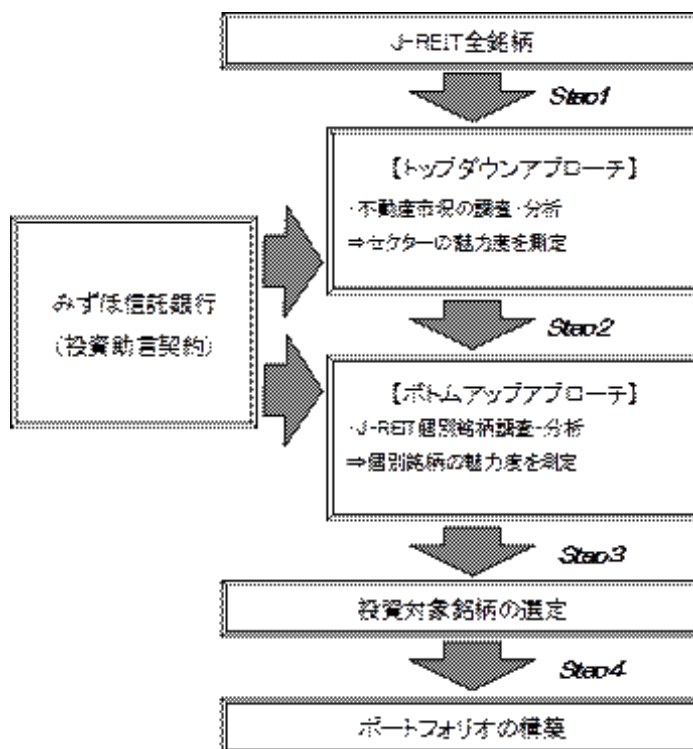 J-REIT全銘柄
Step1
【トップダウンアプローチ】
・不動産市況の調査・分析
⇒セクターの魅力度を測定
みずほ信託銀行
(投資助言契約)
Step2
【ボトムアップアプローチ】
・J-REIT個別銘柄調査・分析
⇒個別銘柄の魅力度を測定
Step3
投資対象銘柄の選定
Step4
ポートフォリオの構築